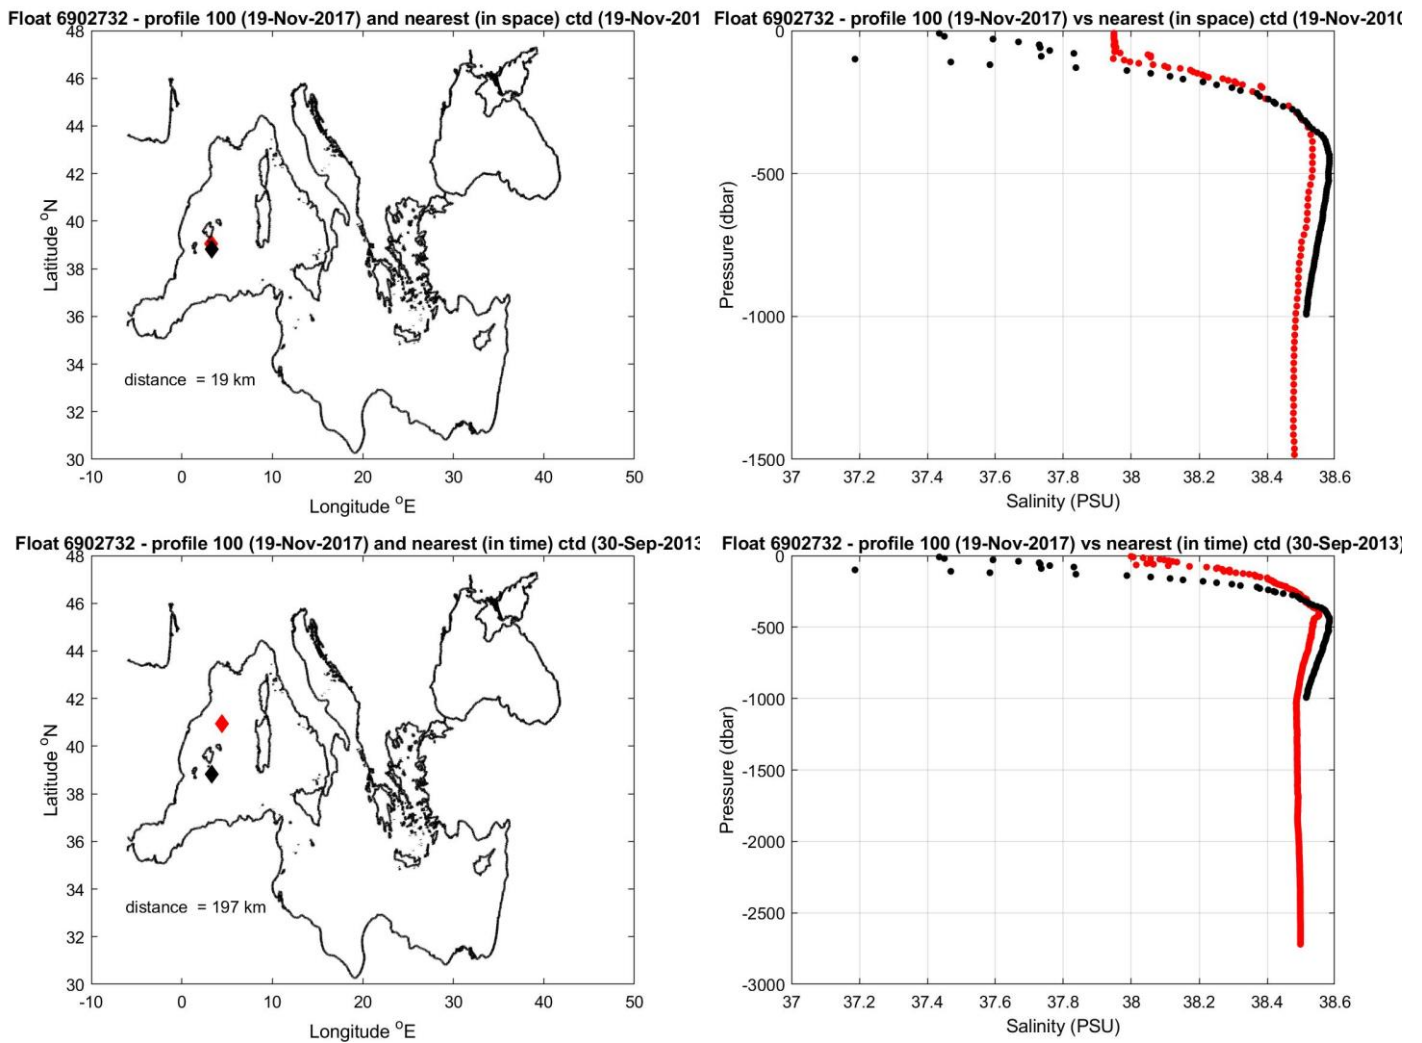 Float 6902732 - profile 100 (19-Nov-2017) and nearest (in space) ctd (19-Nov-201
48
46
44
42
40
38
36
34
32
30
Latitude °N
distance = 19 km
-10 0 10 20 30 40 50
Longitude °E
Float 6902732 - profile 100 (19-Nov-2017) vs nearest (in space) ctd (19-Nov-2010
0
-500
-1000
-1500
Pressure (dbar)
37 37.2 37.4 37.6 37.8 38 38.2 38.4 38.6
Salinity (PSU)
Float 6902732 - profile 100 (19-Nov-2017) and nearest (in time) ctd (30-Sep-2013
48
46
44
42
40
38
36
34
32
30
Latitude °N
distance = 197 km
-10 0 10 20 30 40 50
Longitude °E
Float 6902732 - profile 100 (19-Nov-2017) vs nearest (in time) ctd (30-Sep-2013)
0
-500
-1000
-1500
-2000
-2500
-3000
Pressure (dbar)
37 37.2 37.4 37.6 37.8 38 38.2 38.4 38.6
Salinity (PSU)